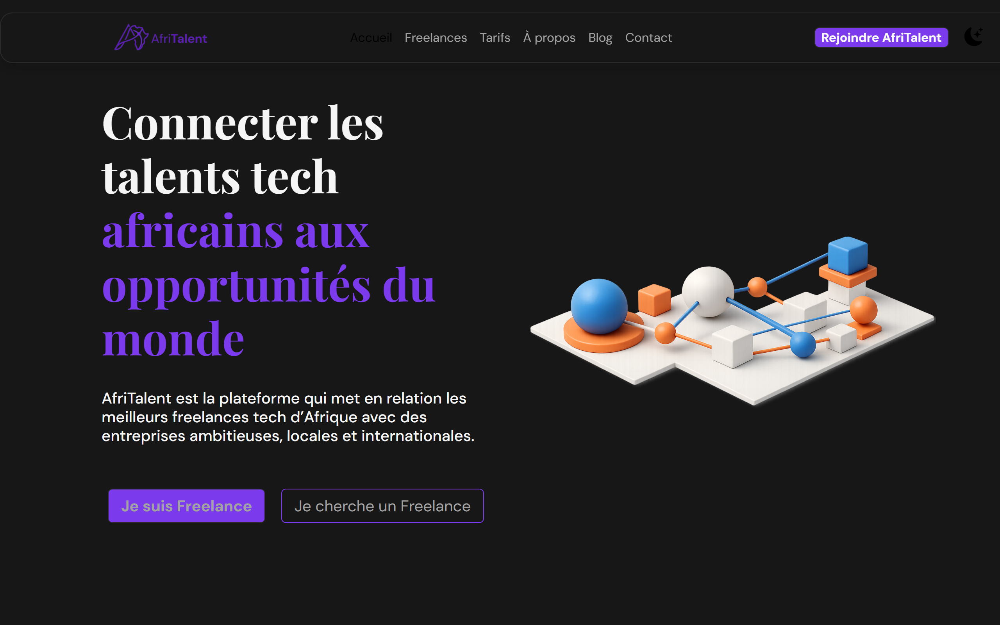 AfriTalent
Accueil Freelances Tarifs À propos Blog Contact
Rejoindre AfriTalent
Connecter les
talents tech
africains aux
opportunités du
monde
AfriTalent est la plateforme qui met en relation les
meilleurs freelances tech d’Afrique avec des
entreprises ambitieuses, locales et internationales.
Je suis Freelance
Je cherche un Freelance